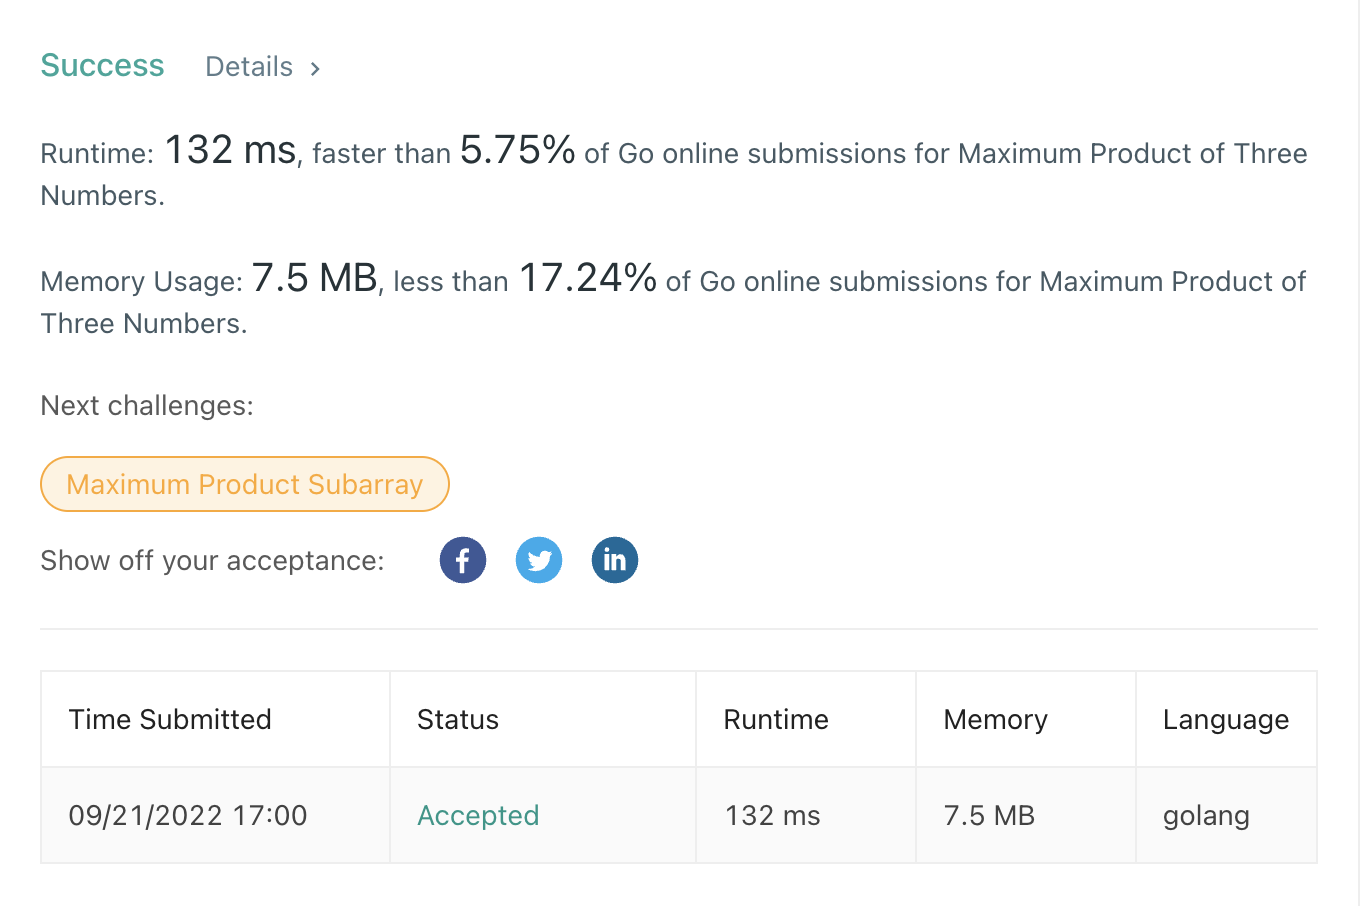 Success Details >
Runtime: 132 ms, faster than 5.75% of Go online submissions for Maximum Product of Three
Numbers.
Memory Usage: 7.5 MB, less than 17.24% of Go online submissions for Maximum Product of
Three Numbers.
Next challenges:
Maximum Product Subarray
Show off your acceptance: f in
Time Submitted Status Runtime Memory Language
09/21/2022 17:00 Accepted 132 ms 7.5 MB golang